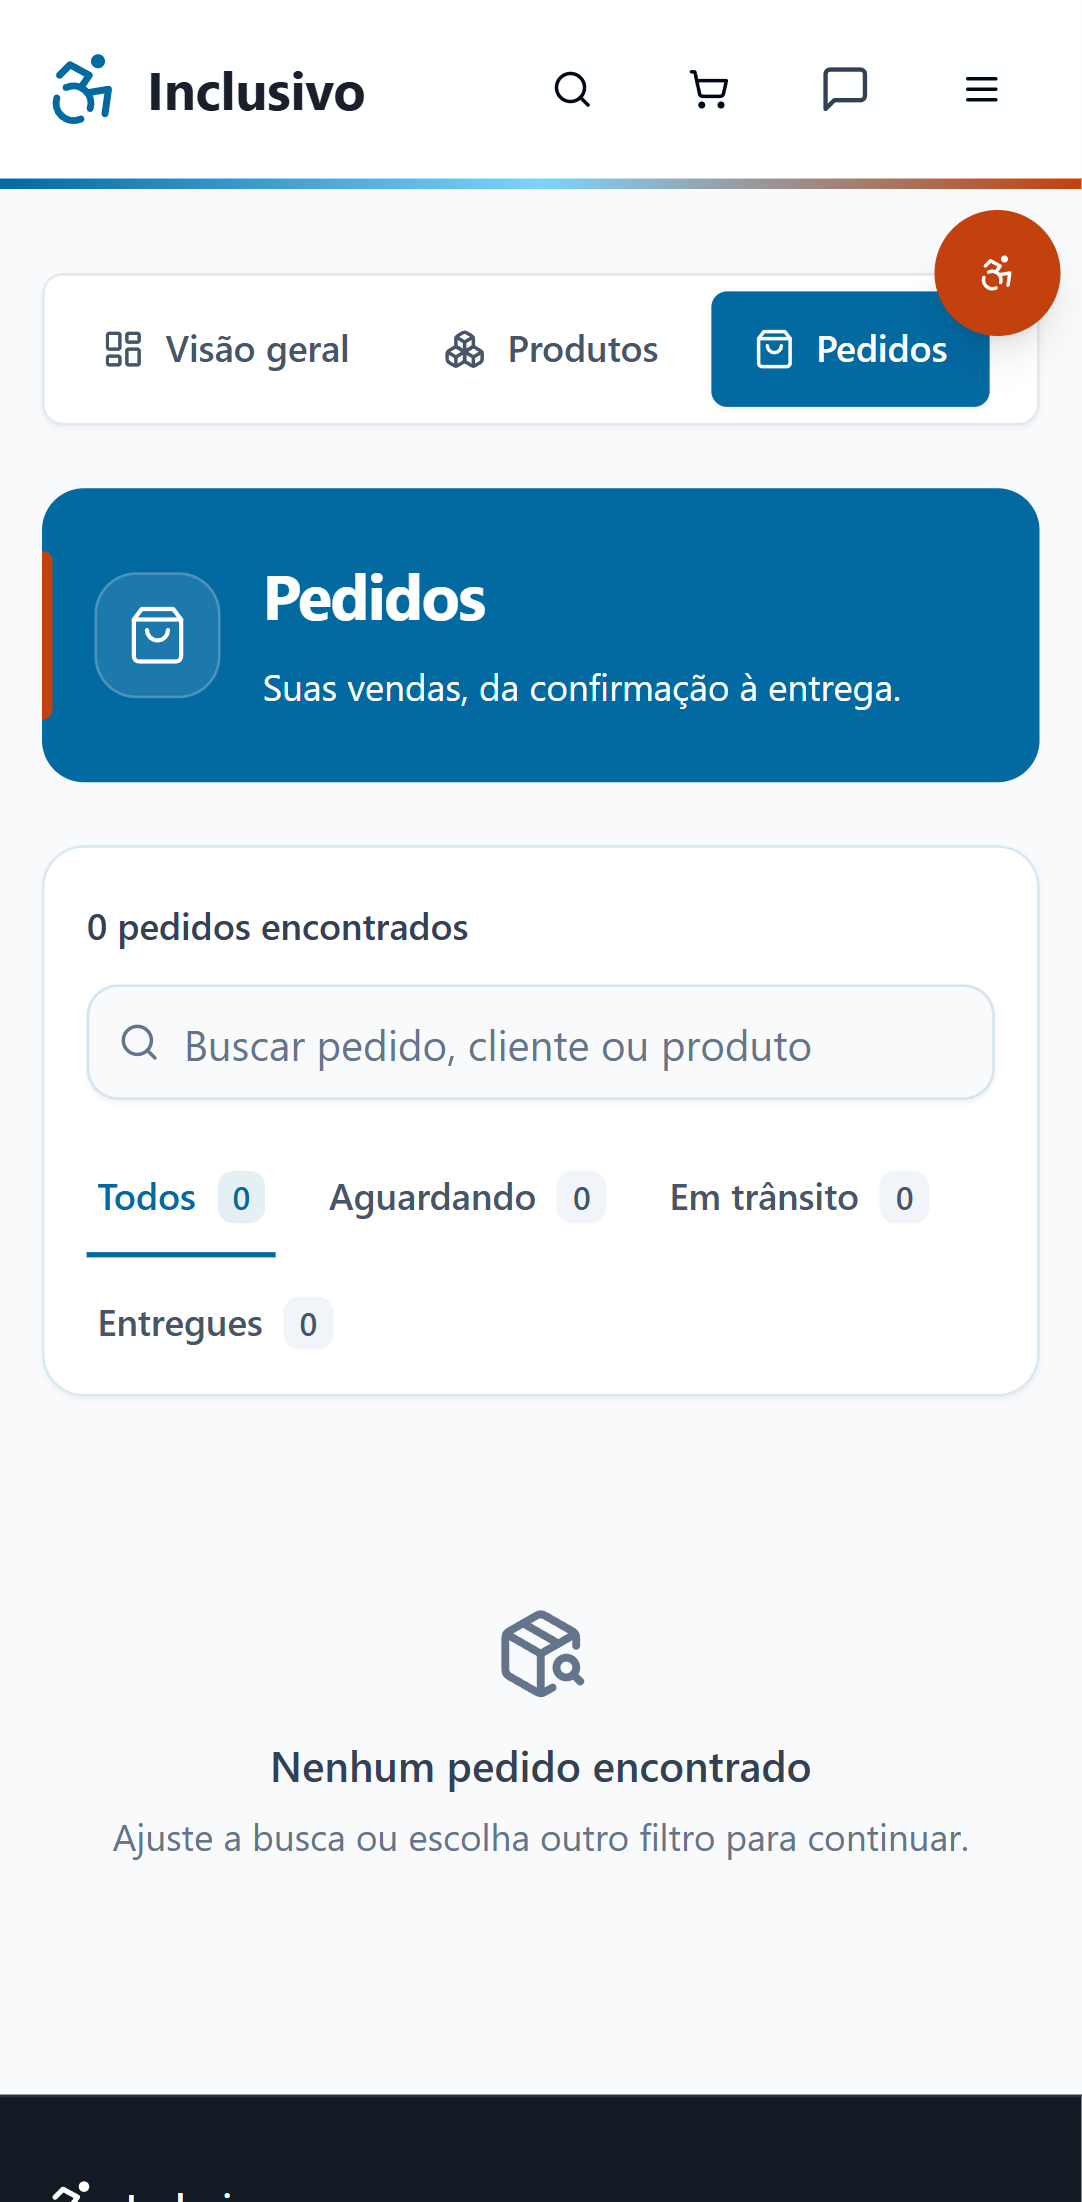 Inclusivo
Visão geral
Produtos
Pedidos
Pedidos
Suas vendas, da confirmação à entrega.
0 pedidos encontrados
Buscar pedido, cliente ou produto
Todos 0
Aguardando 0
Em trânsito 0
Entregues 0
Nenhum pedido encontrado
Ajuste a busca ou escolha outro filtro para continuar.